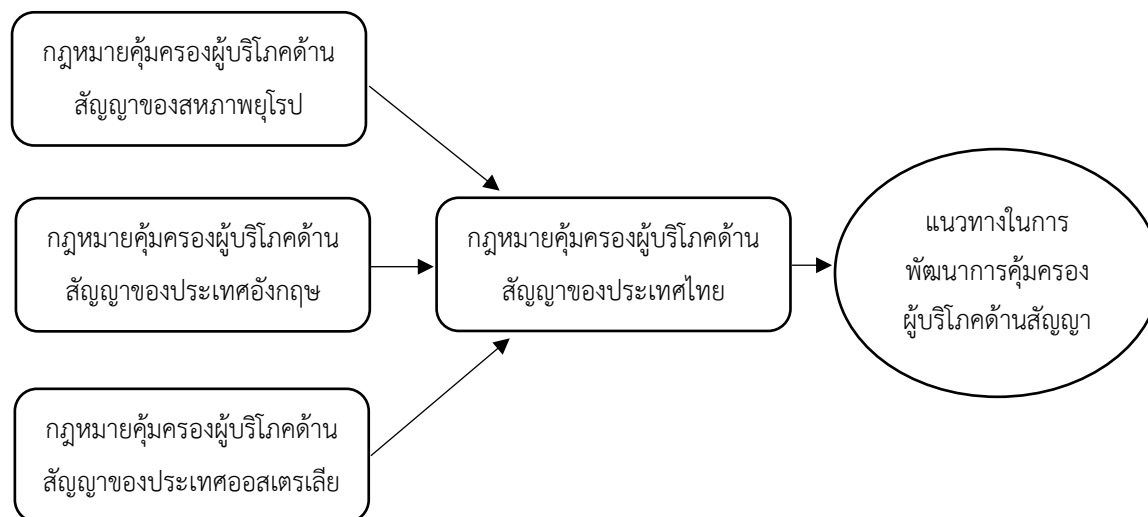 กฎหมายคุ้มครองผู้บริโภคด้าน
สัญญาของสหภาพยุโรป
กฎหมายคุ้มครองผู้บริโภคด้าน
สัญญาของประเทศอังกฤษ
กฎหมายคุ้มครองผู้บริโภคด้าน
สัญญาของประเทศออสเตรเลีย
กฎหมายคุ้มครองผู้บริโภคด้าน
สัญญาของประเทศไทย
แนวทางในการ
พัฒนาการคุ้มครอง
ผู้บริโภคด้านสัญญา